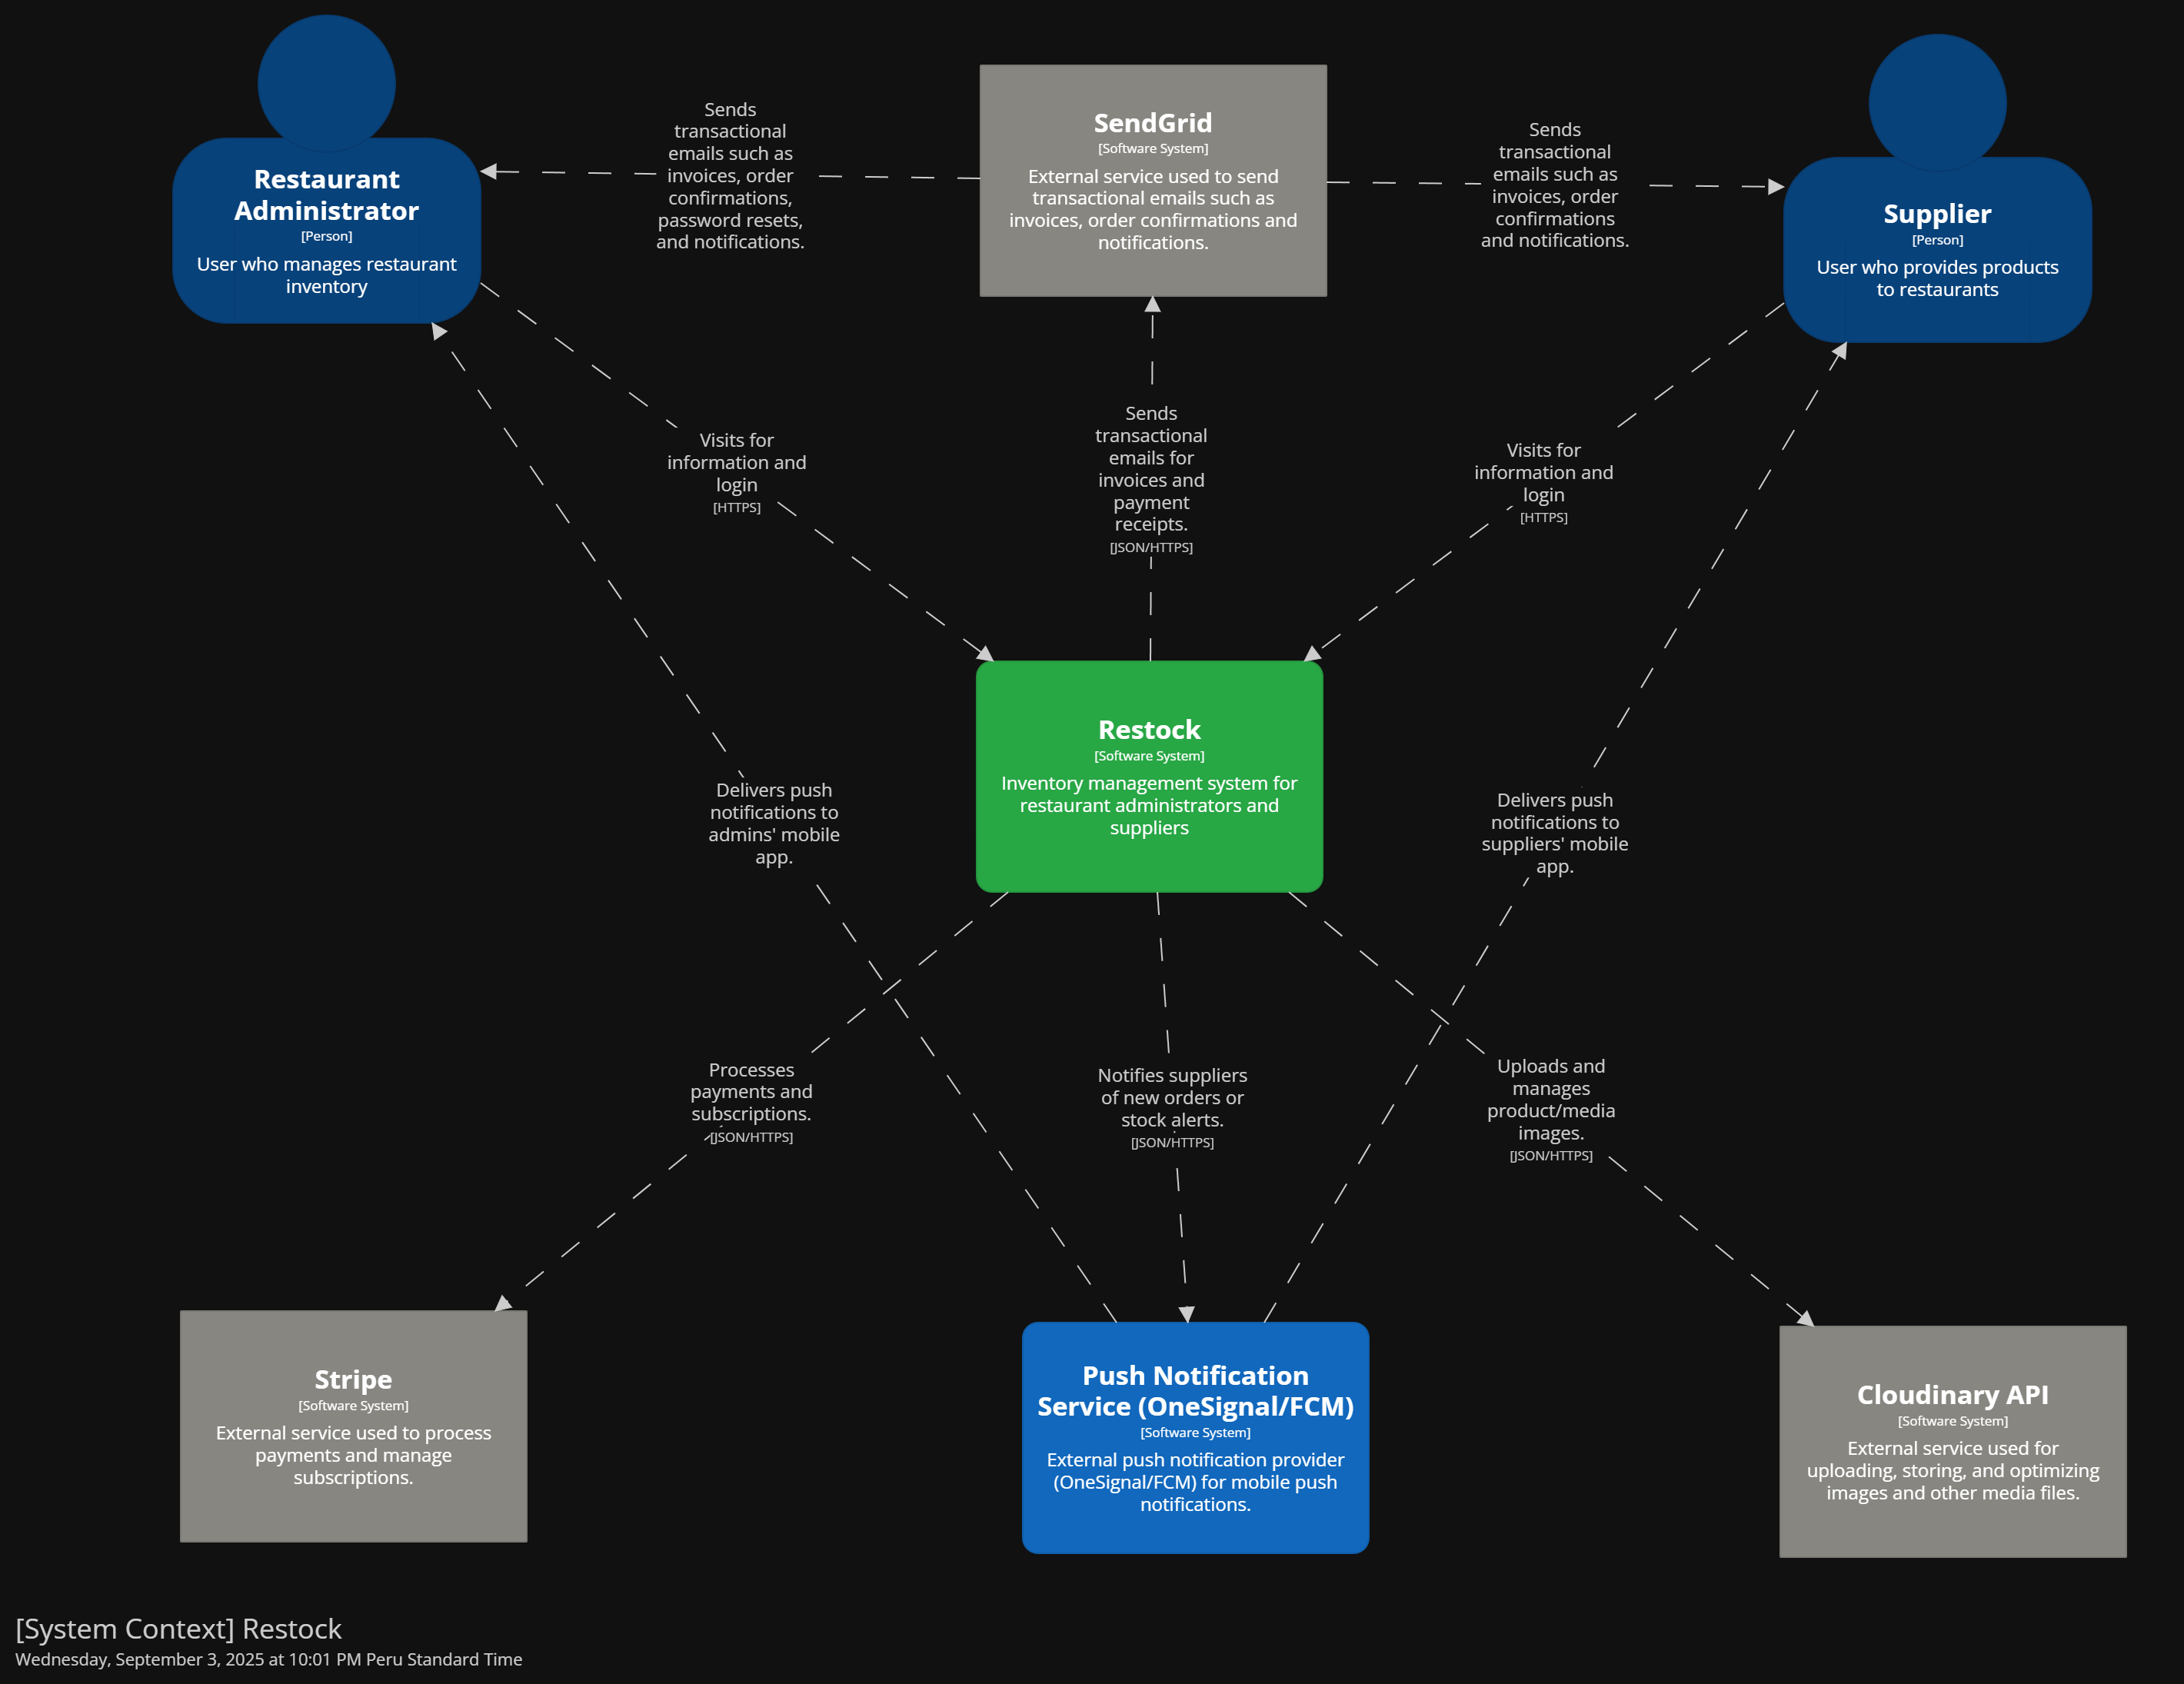 Restaurant
Administrator
[Person]
User who manages restaurant
inventory
Sends
transactional
emails such as
invoices, order
confirmations,
password resets,
and notifications.
SendGrid
[Software System]
External service used to send
transactional emails such as
invoices, order confirmations and
notifications.
Sends
transactional
emails such as
invoices, order
confirmations
and notifications.
Supplier
[Person]
User who provides products
to restaurants
Visits for
information and
login
[HTTPS]
Sends
transactional
emails for
invoices and
payment
receipts.
[JSON/HTTPS]
Visits for
information and
login
[HTTPS]
Restock
[Software System]
Inventory management system for
restaurant administrators and
suppliers
Delivers push
notifications to
admins' mobile
app.
Delivers push
notifications to
suppliers' mobile
app.
Processes
payments and
subscriptions.
[JSON/HTTPS]
Notifies suppliers
of new orders or
stock alerts.
[JSON/HTTPS]
Uploads and
manages
product/media
images.
[JSON/HTTPS]
Stripe
[Software System]
External service used to process
payments and manage
subscriptions.
Push Notification
Service (OneSignal/FCM)
[Software System]
External push notification provider
(OneSignal/FCM) for mobile push
notifications.
Cloudinary API
[Software System]
External service used for
uploading, storing, and optimizing
images and other media files.
[System Context] Restock
Wednesday, September 3, 2025 at 10:01 PM Peru Standard Time